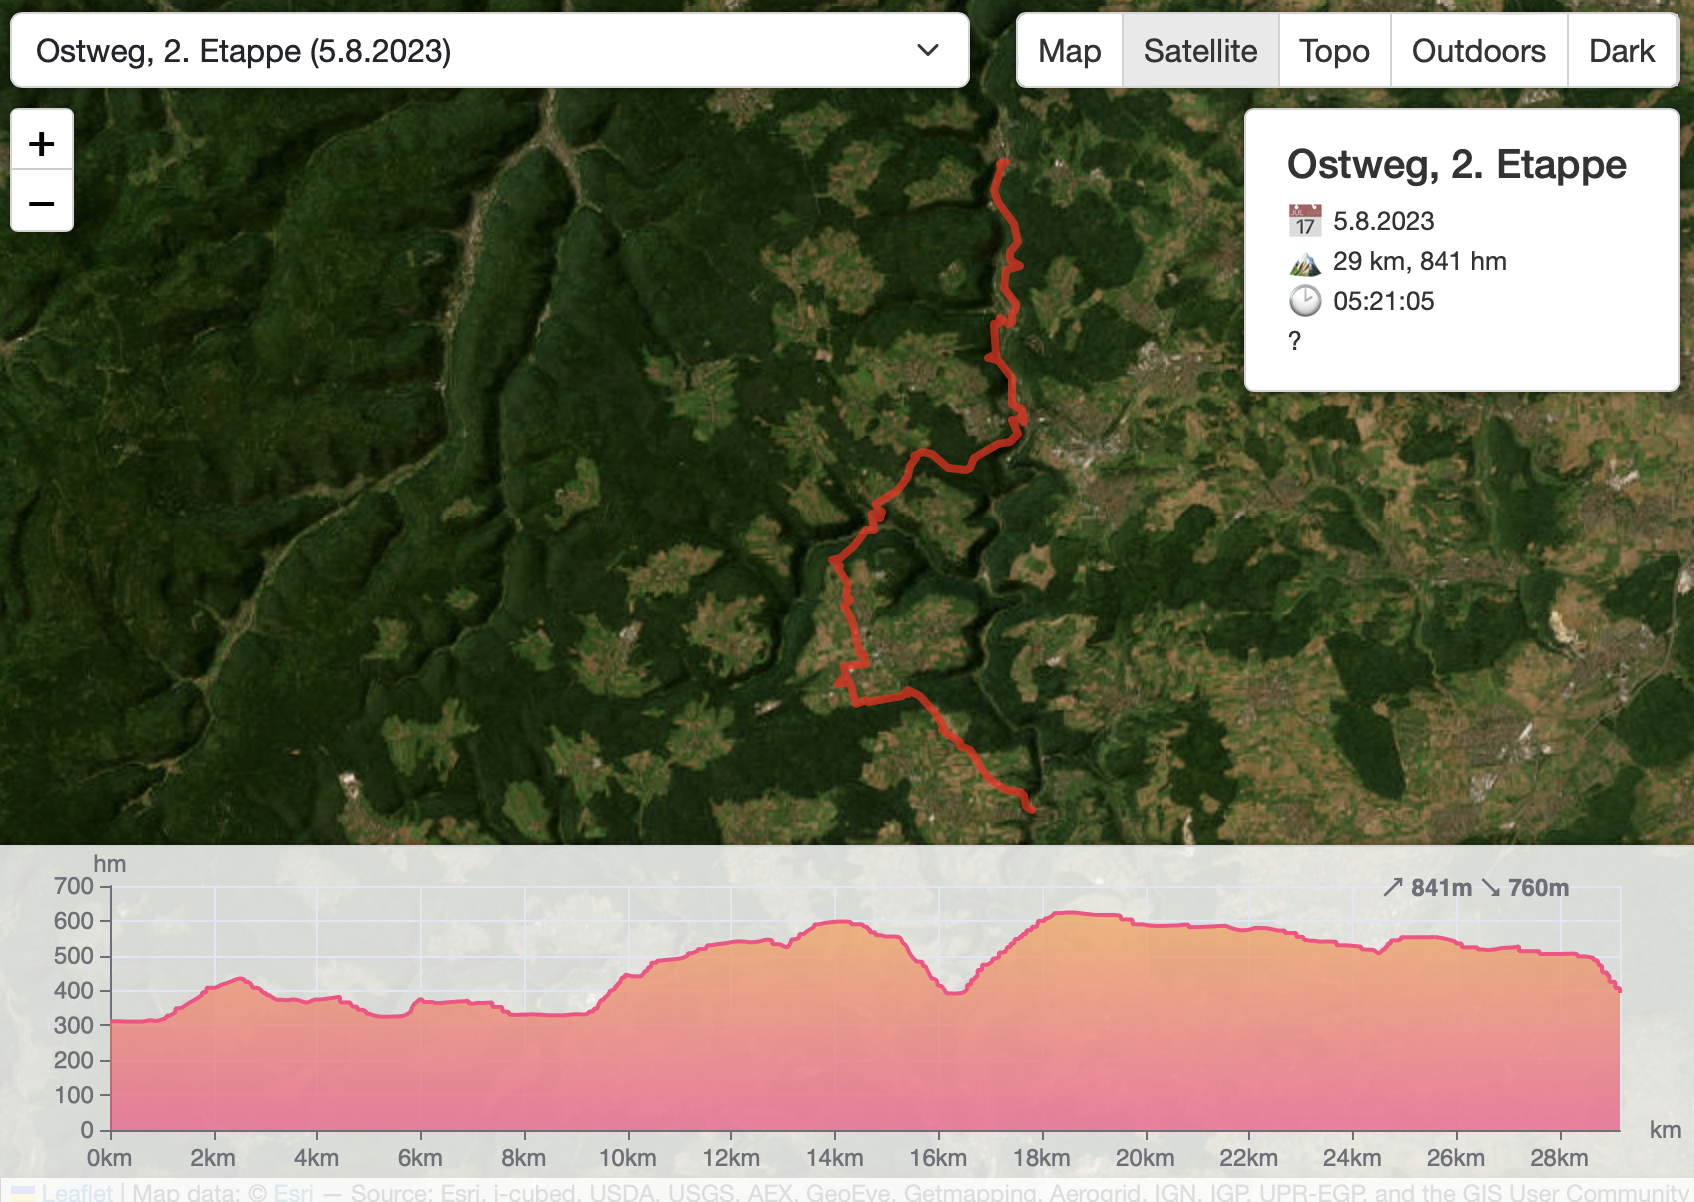 Ostweg, 2. Etappe (5.8.2023)
Map Satellite Topo Outdoors Dark
+
−
Ostweg, 2. Etappe
JUL 17 5.8.2023
29 km, 841 hm
05:21:05
?
hm
↗ 841m ↘ 760m
700
600
500
400
300
200
100
0
km
0km 2km 4km 6km 8km 10km 12km 14km 16km 18km 20km 22km 24km 26km 28km
Leaflet | Map data: © Esri — Source: Esri, i-cubed, USDA, USGS, AEX, GeoEye, Getmapping, Aerogrid, IGN, IGP, UPR-EGP, and the GIS User Community